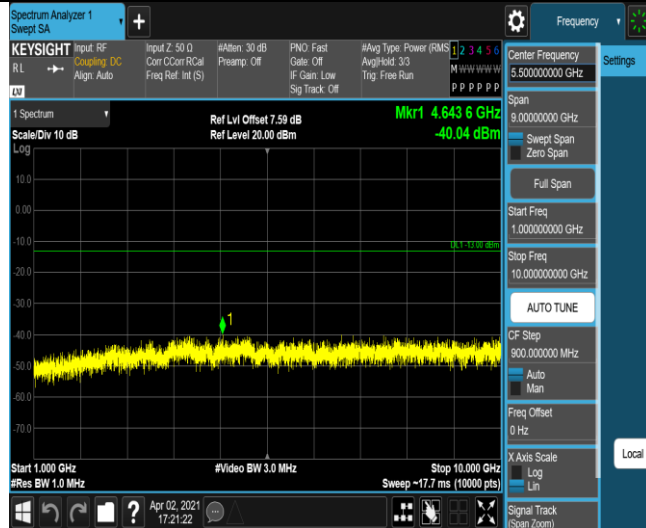 Spectrum Analyzer 1
Swept SA
+
Frequency
KEYSIGHT
RL
LXI
Input: RF
Coupling: DC
Align: Auto
Input Z: 50 Ω
Corr CCorr RCal
Freq Ref: Int (S)
#Atten: 30 dB
Preamp: Off
PNO: Fast
Gate: Off
IF Gain: Low
Sig Track: Off
#Avg Type: Power (RMS
Avg|Hold: 3/3
Trig: Free Run
1 2 3 4 5 6
M W W W W W
P P P P P P
1 Spectrum
Scale/Div 10 dB
Log
Ref Lvl Offset 7.59 dB
Ref Level 20.00 dBm
Mkr1 4.643 6 GHz
-40.04 dBm
10.0
0.00
-10.0
DL1 -13.00 dBm
-20.0
-30.0
1
-40.0
-50.0
-60.0
-70.0
Start 1.000 GHz
#Res BW 1.0 MHz
#Video BW 3.0 MHz
Stop 10.000 GHz
Sweep ~17.7 ms (10000 pts)
?
Apr 02, 2021
17:21:22
Center Frequency
5.500000000 GHz
Span
9.00000000 GHz
Swept Span
Zero Span
Full Span
Start Freq
1.000000000 GHz
Stop Freq
10.000000000 GHz
AUTO TUNE
CF Step
900.000000 MHz
Auto
Man
Freq Offset
0 Hz
X Axis Scale
Log
Lin
Signal Track
(Span Zoom)
Settings
Local